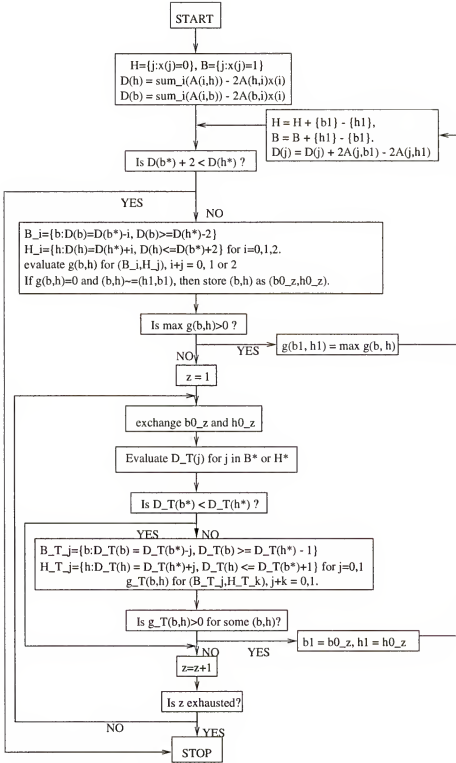 START
H={j:x(j)=0}, B={j:x(j)=1}
D(h) = sum_i(A(i,h) - 2A(h,i)x(i)
D(b) = sum_i(A(i,b) - 2A(b,i)x(i)
H = H + {b1} - {h1},
B = B + {h1} - {b1}.
D(j) = D(j) + 2A(j,b1) - 2A(j,h1)
Is D(b*) + 2 < D(h*) ?
YES
NO
B_i={b:D(b)=D(b*)-i, D(b)>=D(h*)-2}
H_i={h:D(h)=D(h*)+i, D(h)<=D(b*)+2} for i=0,1,2.
evaluate g(b,h) for (B_i,H_j), i+j = 0, 1 or 2
If g(b,h)=0 and (b,h)~=(h1,b1), then store (b,h) as (b0_z,h0_z).
Is max g(b,h)>0 ?
NO
YES
g(b1, h1) = max g(b, h)
z = 1
exchange b0_z and h0_z
Evaluate D_T(j) for j in B* or H*
Is D_T(b*) < D_T(h*) ?
YES
NO
B_T_j={b:D_T(b) = D_T(b*)-j, D_T(b) >= D_T(h*) - 1}
H_T_j={h:D_T(h) = D_T(h*)+j, D_T(h) <= D_T(b*)+1} for j=0,1
g_T(b,h) for (B_T_j,H_T_k), j+k = 0,1.
Is g_T(b,h)>0 for some (b,h)?
NO
YES
b1 = b0_z, h1 = h0_z
z=z+1
Is z exhausted?
NO
YES
STOP